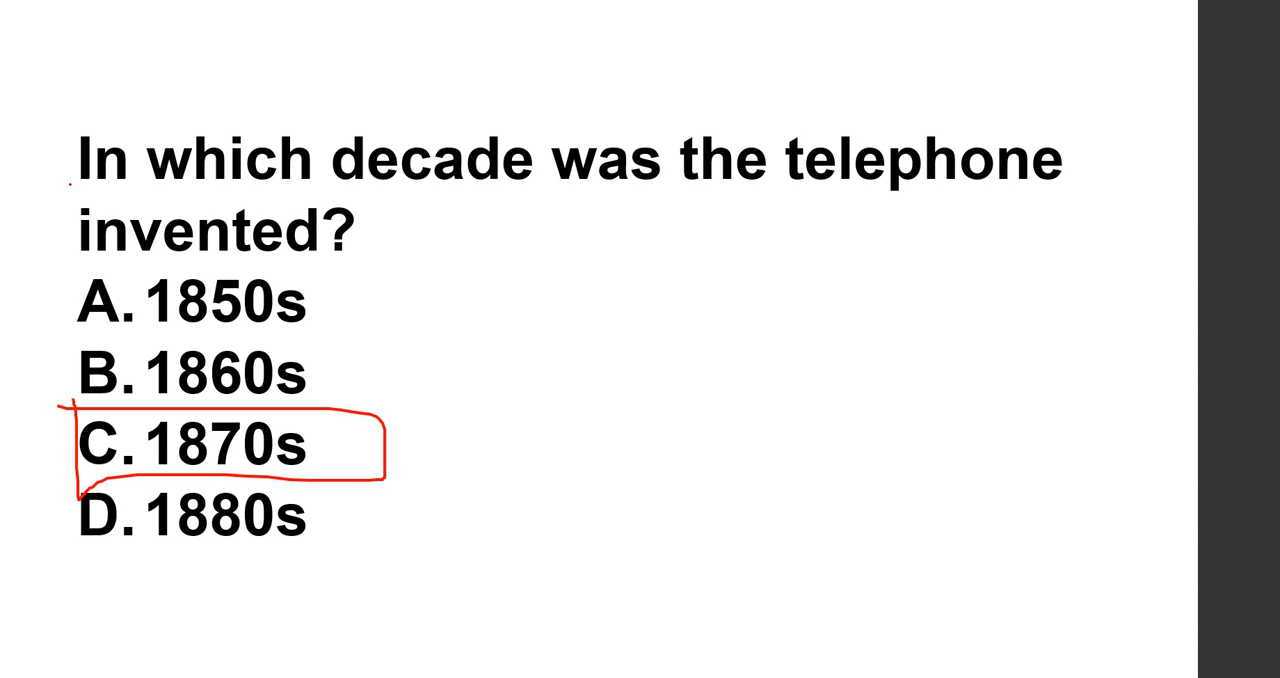 In which decade was the telephone
invented?
A. 1850s
B. 1860s
C. 1870s
D. 1880s